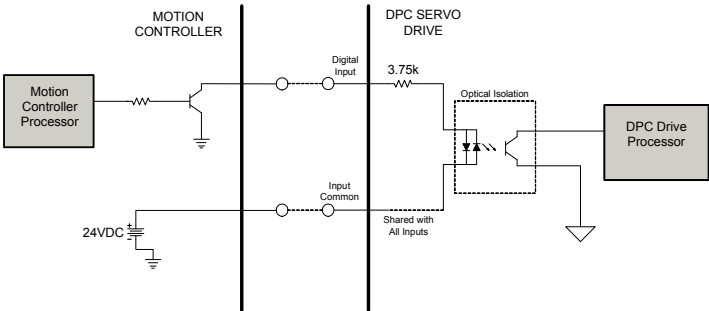 MOTION
CONTROLLER
DPC SERVO
DRIVE
Motion
Controller
Processor
Digital
Input
3.75k
Optical Isolation
DPC Drive
Processor
Input
Common
Shared with
All Inputs
24VDC
+
-